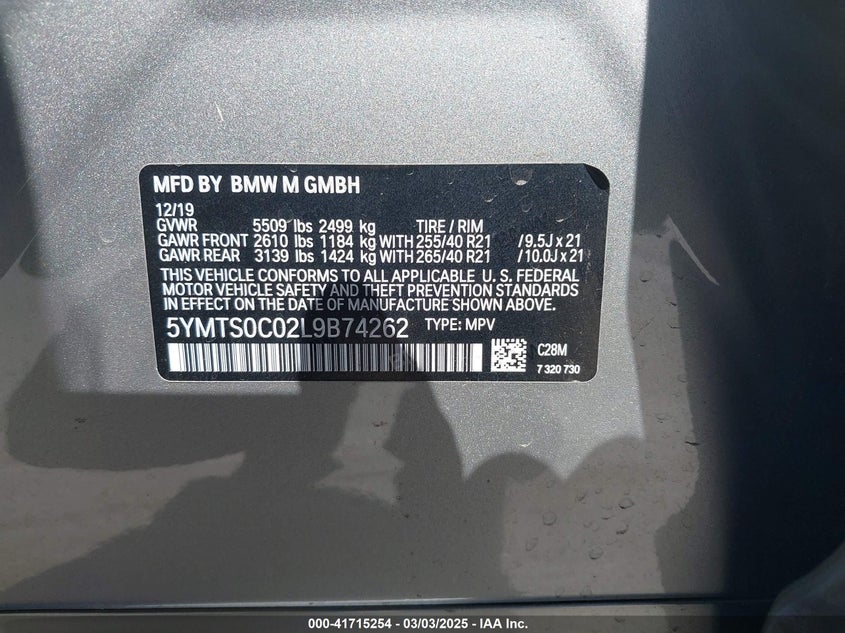 MFD BY BMW M GMBH
12/19
GVWR 5509 lbs 2499 kg TIRE / RIM
GAWR FRONT 2610 lbs 1184 kg WITH 255/40 R21 / 9.5J x 21
GAWR REAR 3139 lbs 1424 kg WITH 265/40 R21 / 10.0J x 21
THIS VEHICLE CONFORMS TO ALL APPLICABLE U. S. FEDERAL
MOTOR VEHICLE SAFETY AND THEFT PREVENTION STANDARDS
IN EFFECT ON THE DATE OF MANUFACTURE SHOWN ABOVE.
5YMTS0C02L9B74262 TYPE: MPV
C28M
7 320 730
000-41715254 - 03/03/2025 - IAA Inc.